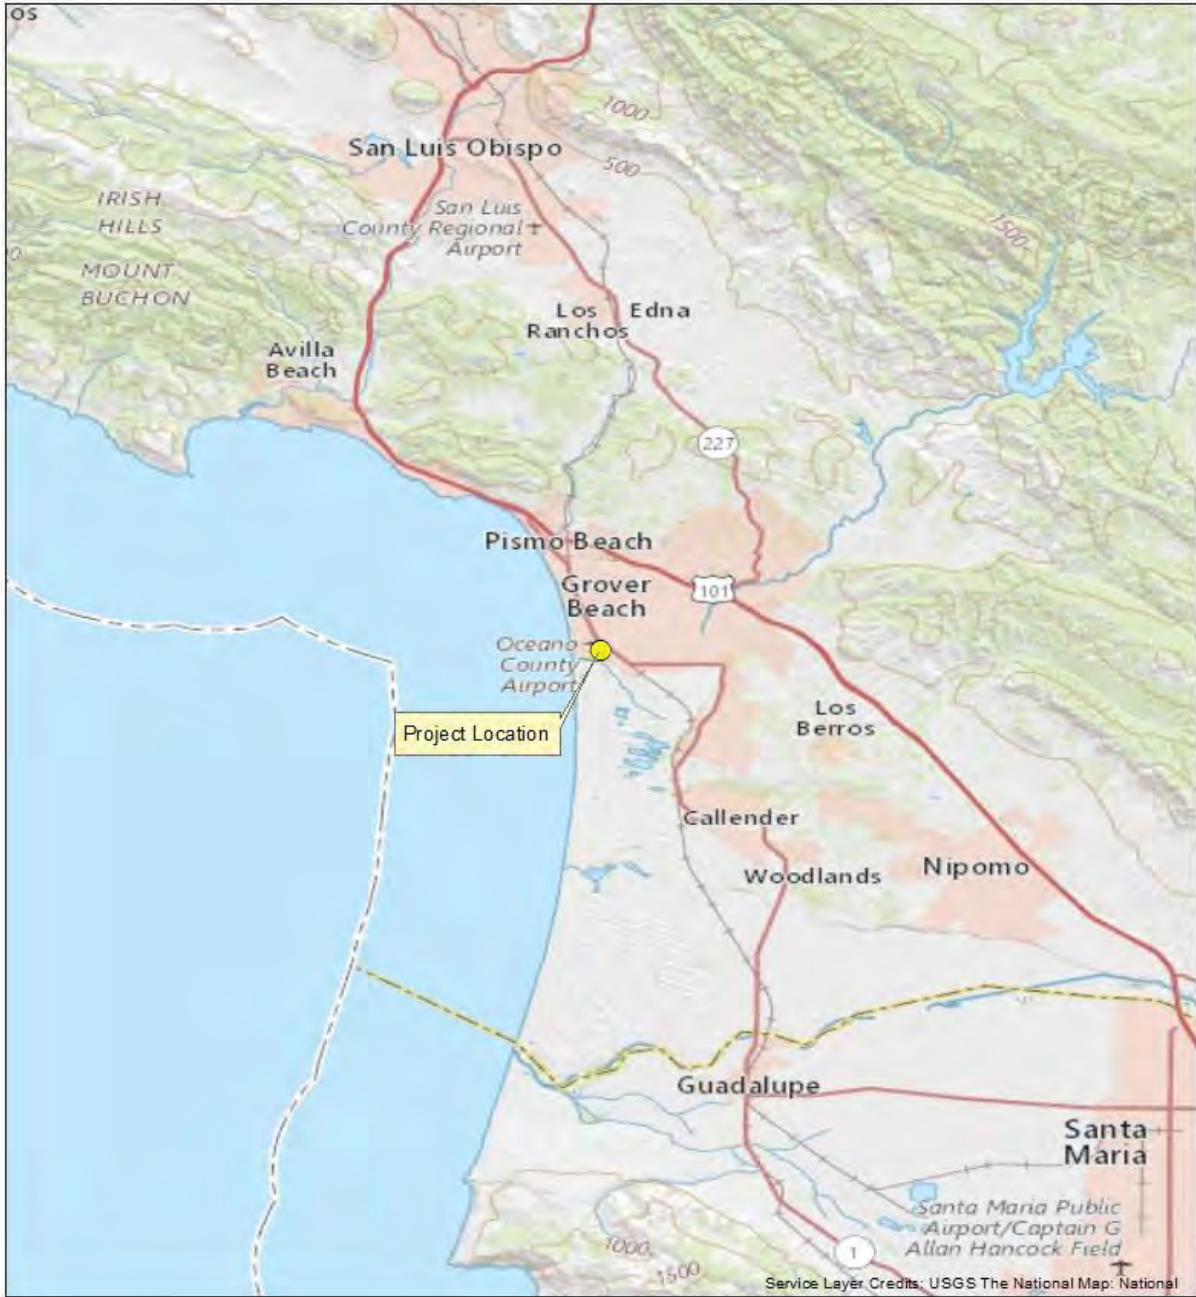 os
1000
San Luis Obispo
500
IRISH
HILLS
San Luis
County Regional
Airport
1500
MOUNT
BUCHON
Los
Ranchos
Edna
Avilla
Beach
227
Pismo Beach
Grover
Beach
101
Oceano
County
Airport
Project Location
Los
Berros
Callender
Woodlands
Nipomo
Guadalupe
Santa
Maria
Santa Maria Public
Airport/Captain G
Allan Hancock Field
1000
1500
1
Service Layer Credits: USGS The National Map: National